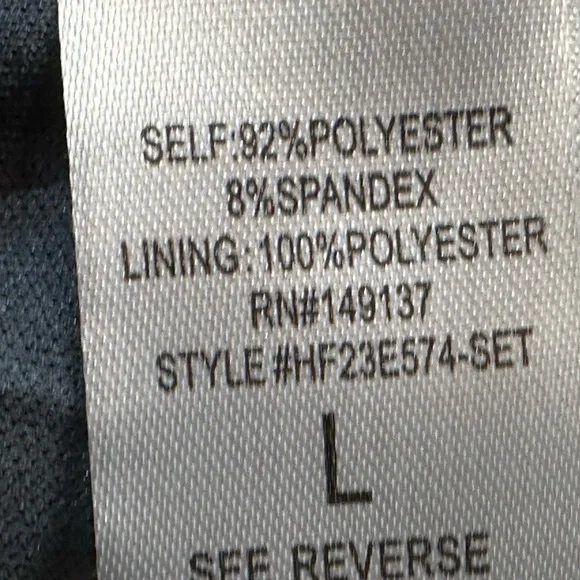 SELF:92%POLYESTER
8%SPANDEX
LINING:100%POLYESTER
RN#149137
STYLE #HF23E574-SET
L
SEE REVERSE